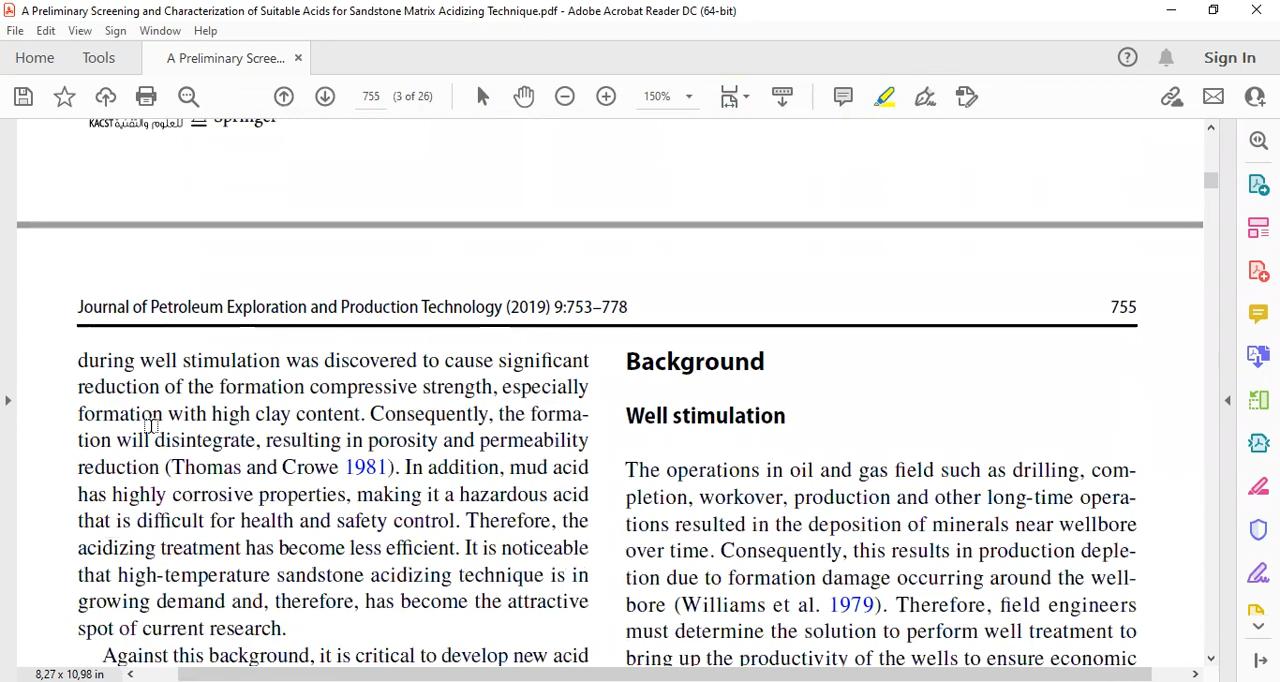 A Preliminary Screening and Characterization of Suitable Acids for Sandstone Matrix Acidizing Technique.pdf - Adobe Acrobat Reader DC (64-bit)
File Edit View Sign Window Help
Home Tools A Preliminary Scree... × Sign In
755 (3 of 26) 150%
KACST للعلوم والتقنية Springer
Journal of Petroleum Exploration and Production Technology (2019) 9:753–778 755
during well stimulation was discovered to cause significant
reduction of the formation compressive strength, especially
formation with high clay content. Consequently, the forma-
tion will disintegrate, resulting in porosity and permeability
reduction (Thomas and Crowe 1981). In addition, mud acid
has highly corrosive properties, making it a hazardous acid
that is difficult for health and safety control. Therefore, the
acidizing treatment has become less efficient. It is noticeable
that high-temperature sandstone acidizing technique is in
growing demand and, therefore, has become the attractive
spot of current research.
Against this background, it is critical to develop new acid
Background
Well stimulation
The operations in oil and gas field such as drilling, com-
pletion, workover, production and other long-time opera-
tions resulted in the deposition of minerals near wellbore
over time. Consequently, this results in production deple-
tion due to formation damage occurring around the well-
bore (Williams et al. 1979). Therefore, field engineers
must determine the solution to perform well treatment to
bring up the productivity of the wells to ensure economic
8,27 x 10,98 in